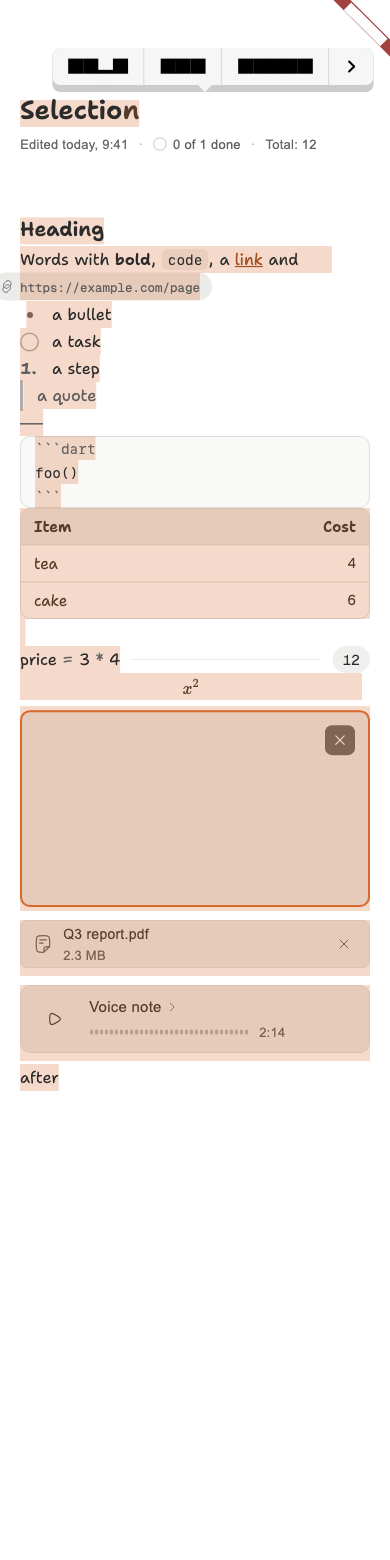 Selection
Edited today, 9:41 · 0 of 1 done · Total: 12
Heading
Words with bold, code, a link and
https://example.com/page
• a bullet
a task
1. a step
a quote
```dart
foo()
```
Item Cost
tea 4
cake 6
price = 3 * 4 12
x²
Q3 report.pdf
2.3 MB
Voice note
2:14
after